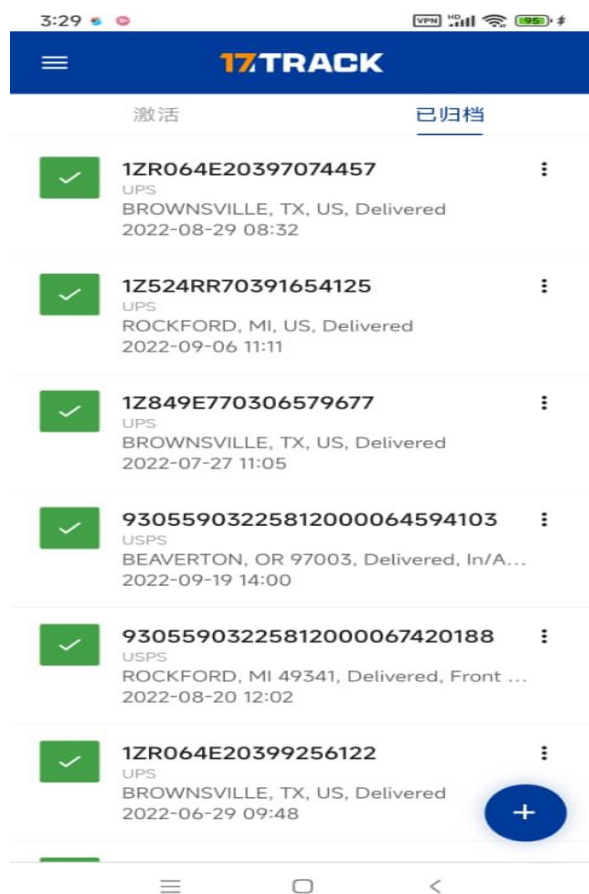 3:29
VPN HD 95
17TRACK
激活 已归档
1ZR064E20397074457
UPS
BROWNSVILLE, TX, US, Delivered
2022-08-29 08:32
1Z524RR70391654125
UPS
ROCKFORD, MI, US, Delivered
2022-09-06 11:11
1Z849E770306579677
UPS
BROWNSVILLE, TX, US, Delivered
2022-07-27 11:05
9305590322581200006459​4103
USPS
BEAVERTON, OR 97003, Delivered, In/A...
2022-09-19 14:00
9305590322581200006742​0188
USPS
ROCKFORD, MI 49341, Delivered, Front ...
2022-08-20 12:02
1ZR064E20399256122
UPS
BROWNSVILLE, TX, US, Delivered
2022-06-29 09:48